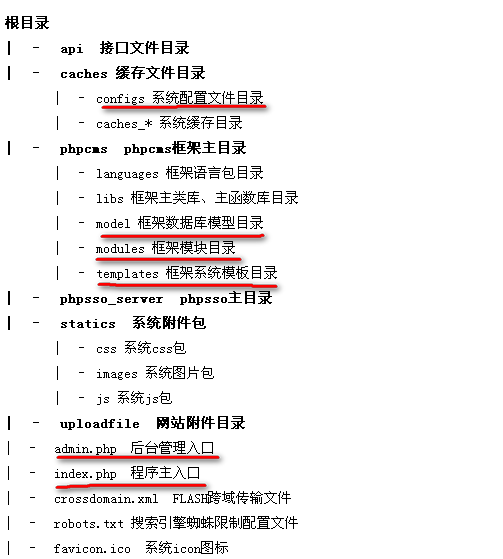 根目录
| - api 接口文件目录
| - caches 缓存文件目录
| - configs 系统配置文件目录
| - caches_* 系统缓存目录
| - phpcms phpcms框架主目录
| - languages 框架语言包目录
| - libs 框架主类库、主函数库目录
| - model 框架数据库模型目录
| - modules 框架模块目录
| - templates 框架系统模板目录
| - phpsso_server phpsso主目录
| - statics 系统附件包
| - css 系统css包
| - images 系统图片包
| - js 系统js包
| - uploadfile 网站附件目录
| - admin.php 后台管理入口
| - index.php 程序主入口
| - crossdomain.xml FLASH跨域传输文件
| - robots.txt 搜索引擎蜘蛛限制配置文件
| - favicon.ico 系统icon图标